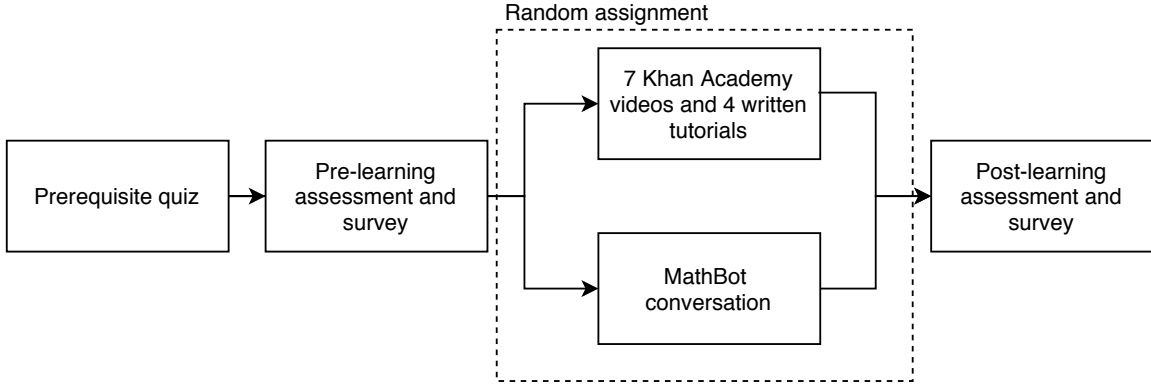 Random assignment
Prerequisite quiz
Pre-learning
assessment and
survey
7 Khan Academy
videos and 4 written
tutorials
MathBot
conversation
Post-learning
assessment and
survey